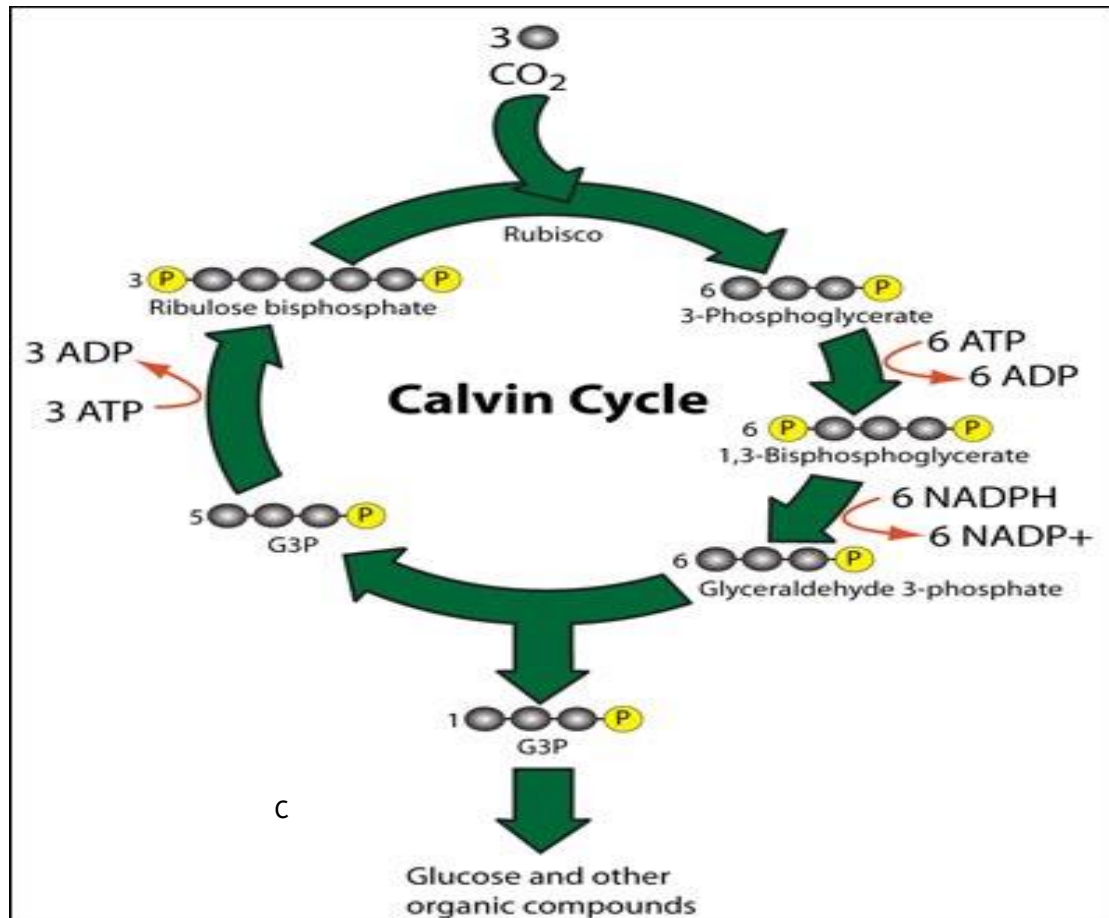 3
CO2
Rubisco
3 P P
Ribulose bisphosphate
6 P
3-Phosphoglycerate
3 ADP
3 ATP
6 ATP
6 ADP
Calvin Cycle
6 P P
1,3-Bisphosphoglycerate
6 NADPH
6 NADP+
5 P
G3P
6 P
Glyceraldehyde 3-phosphate
1 P
G3P
C
Glucose and other
organic compounds